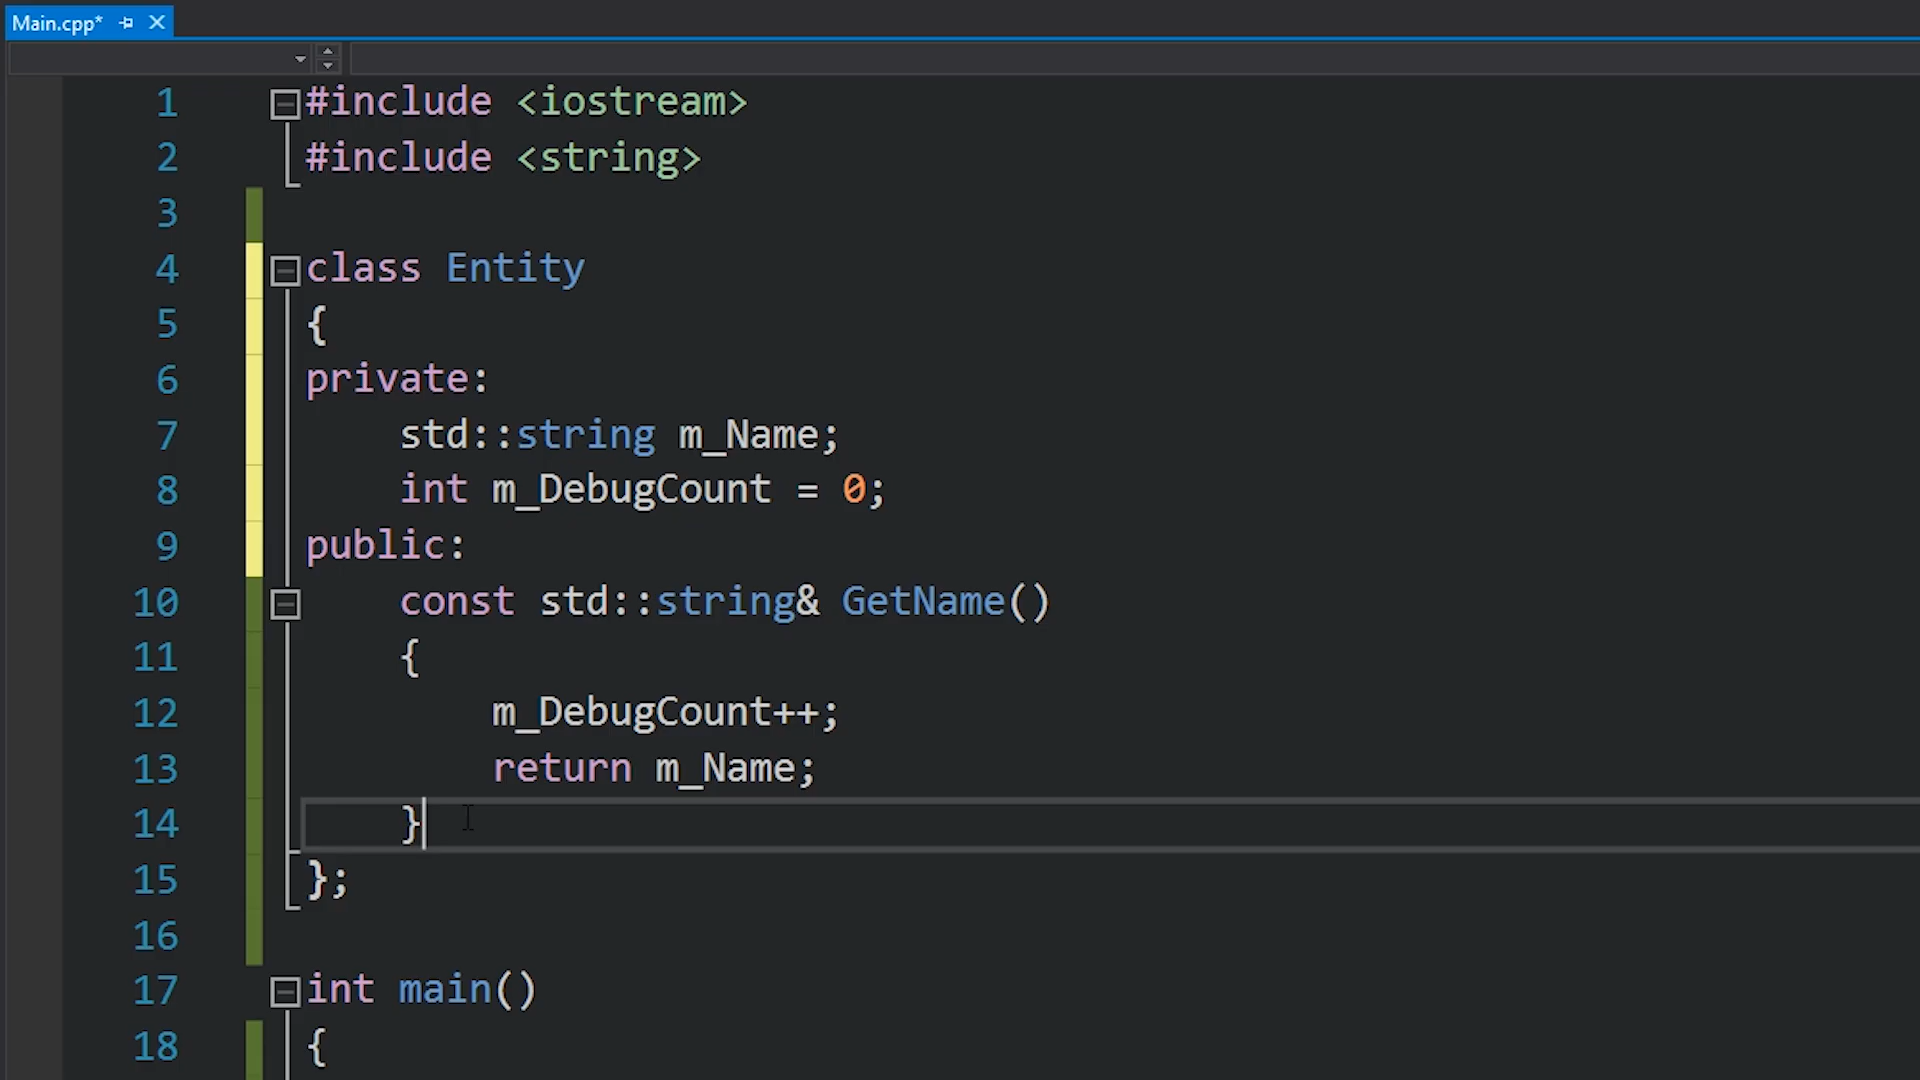 Main.cpp*
1 #include <iostream>
2 #include <string>
3
4 class Entity
5 {
6 private:
7     std::string m_Name;
8     int m_DebugCount = 0;
9 public:
10     const std::string& GetName()
11     {
12         m_DebugCount++;
13         return m_Name;
14     }
15 };
16
17 int main()
18 {